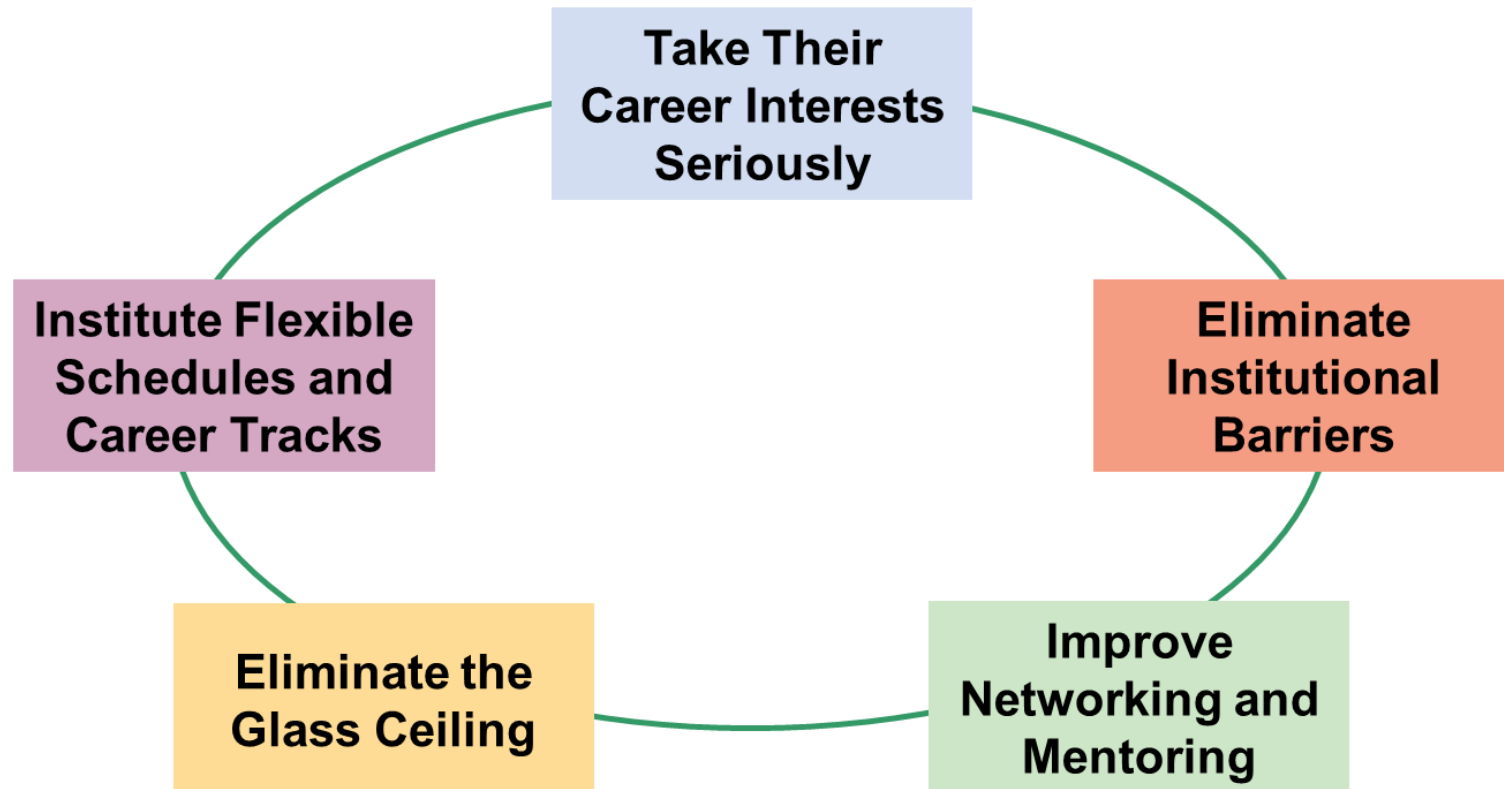 Take Their
Career Interests
Seriously
Eliminate
Institutional
Barriers
Improve
Networking and
Mentoring
Eliminate the
Glass Ceiling
Institute Flexible
Schedules and
Career Tracks